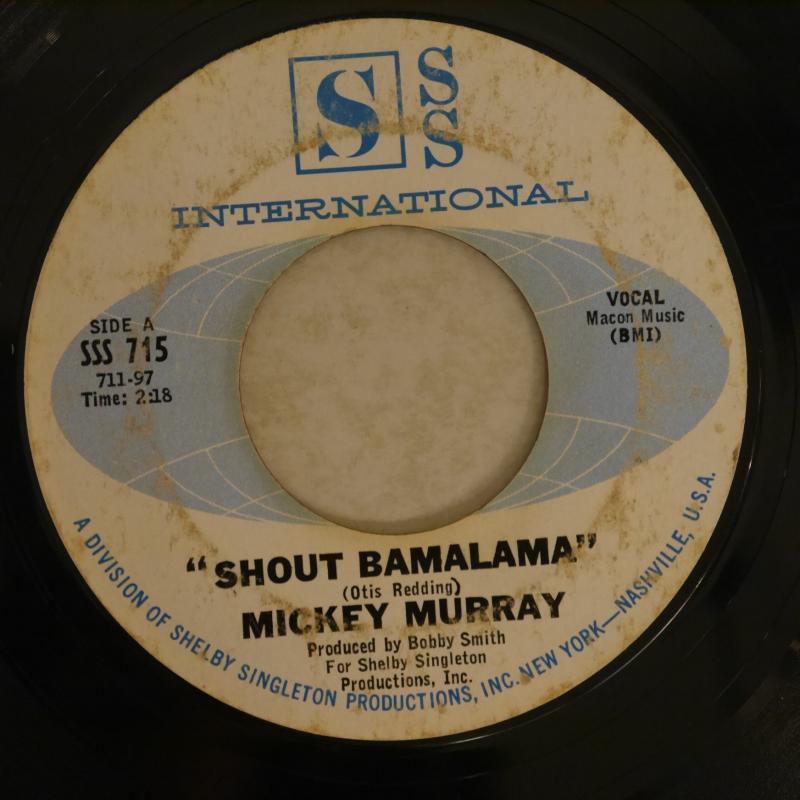 S S
S
INTERNATIONAL
SIDE A
SSS 715
711-97
Time: 2:18
VOCAL
Macon Music
(BMI)
"SHOUT BAMALAMA"
(Otis Redding)
MICKEY MURRAY
Produced by Bobby Smith
For Shelby Singleton
Productions, Inc.
A DIVISION OF SHELBY SINGLETON PRODUCTIONS, INC. NEW YORK—NASHVILLE, U.S.A.